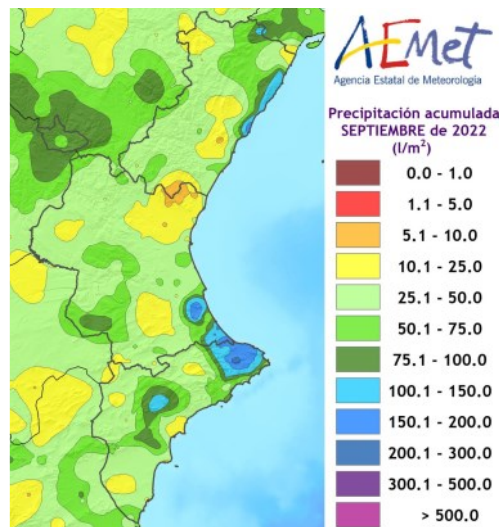 AEMet
Agencia Estatal de Meteorología
Precipitación acumulada
SEPTIEMBRE de 2022
(l/m²)
0.0 - 1.0
1.1 - 5.0
5.1 - 10.0
10.1 - 25.0
25.1 - 50.0
50.1 - 75.0
75.1 - 100.0
100.1 - 150.0
150.1 - 200.0
200.1 - 300.0
300.1 - 500.0
> 500.0